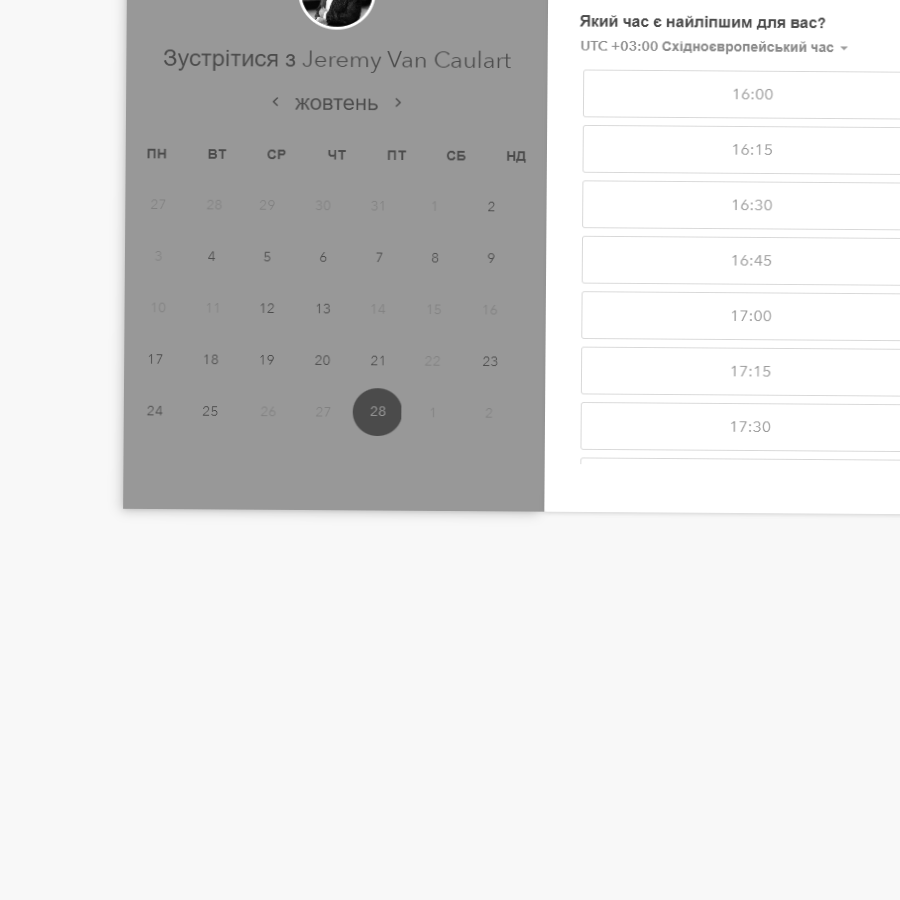 Зустрітися з Jeremy Van Caulart
< жовтень >
ПН ВТ СР ЧТ ПТ СБ НД
27 28 29 30 31 1 2
3 4 5 6 7 8 9
10 11 12 13 14 15 16
17 18 19 20 21 22 23
24 25 26 27 28 1 2
Який час є найліпшим для вас?
UTC +03:00 Східноєвропейський час
16:00
16:15
16:30
16:45
17:00
17:15
17:30